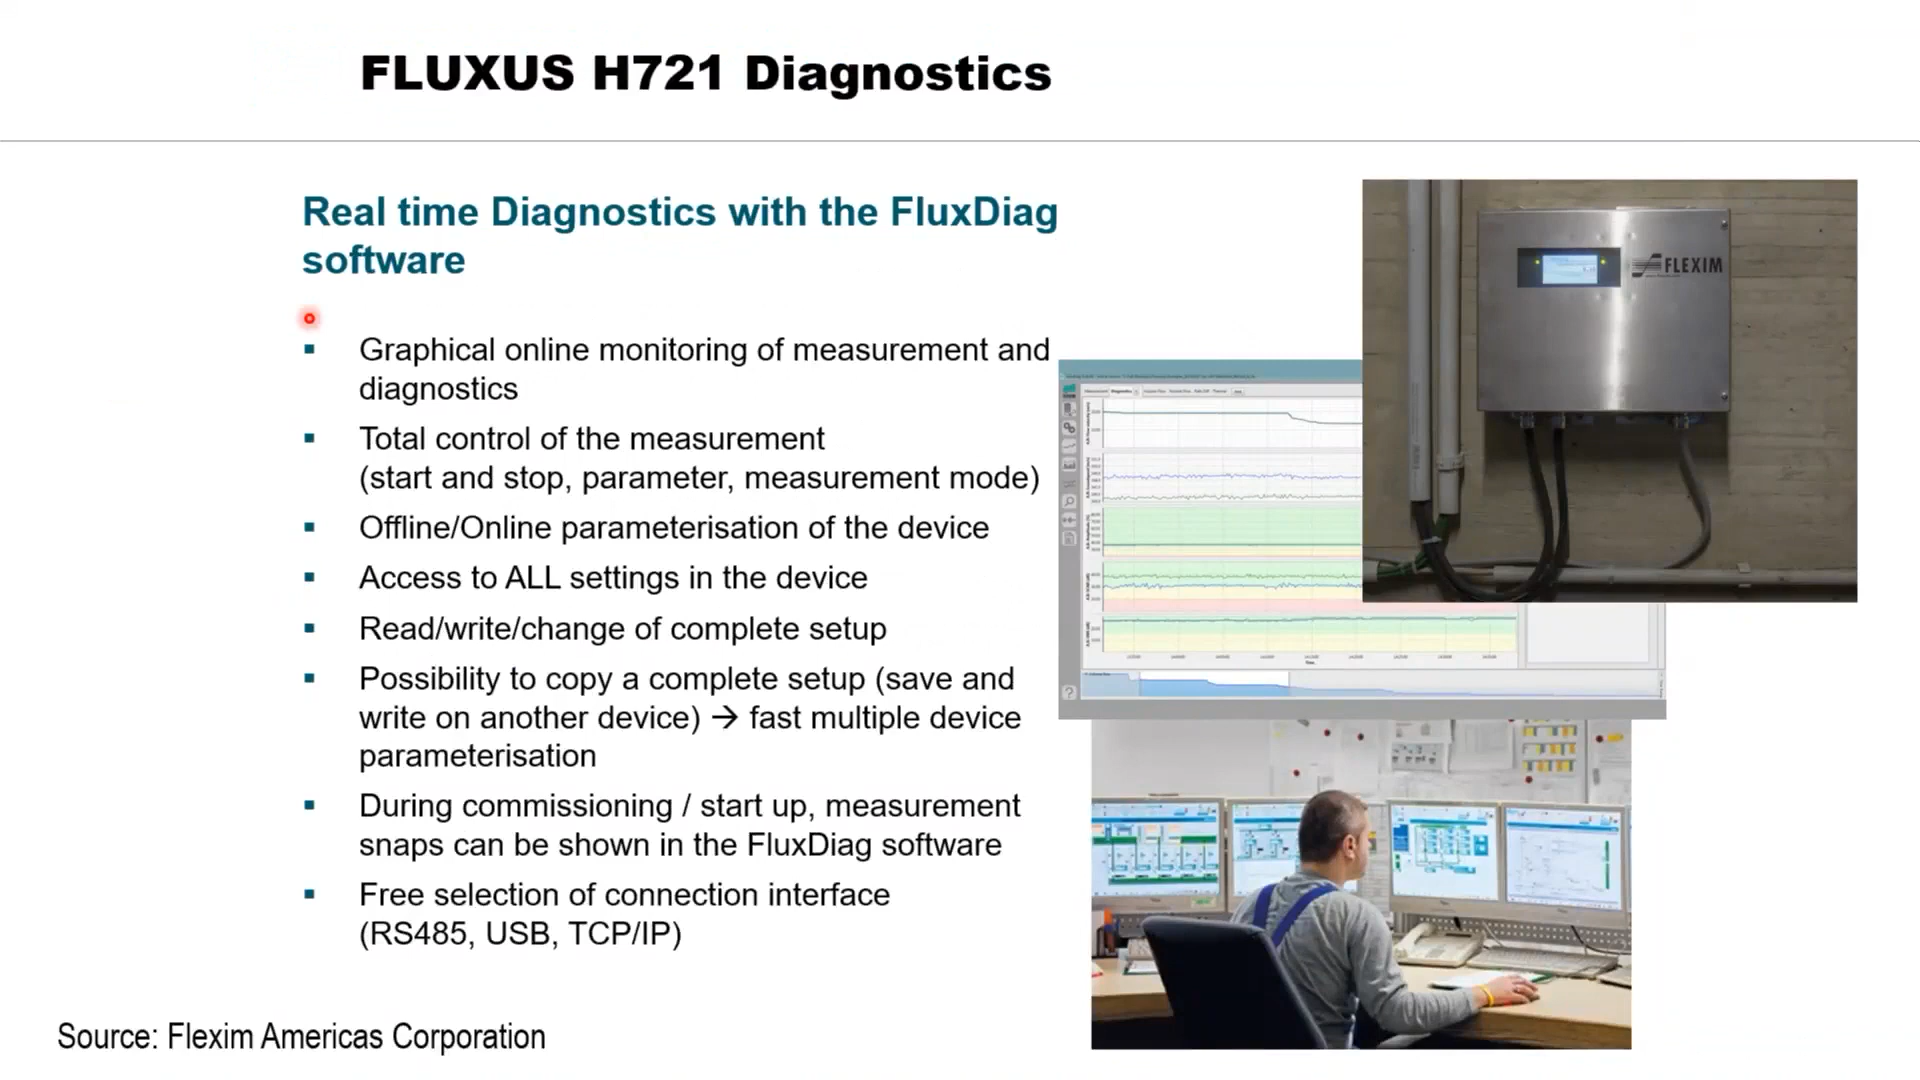 FLUXUS H721 Diagnostics
Real time Diagnostics with the FluxDiag
software
Graphical online monitoring of measurement and
diagnostics
Total control of the measurement
(start and stop, parameter, measurement mode)
Offline/Online parameterisation of the device
Access to ALL settings in the device
Read/write/change of complete setup
Possibility to copy a complete setup (save and
write on another device) → fast multiple device
parameterisation
During commissioning / start up, measurement
snaps can be shown in the FluxDiag software
Free selection of connection interface
(RS485, USB, TCP/IP)
FLEXIM
Source: Flexim Americas Corporation